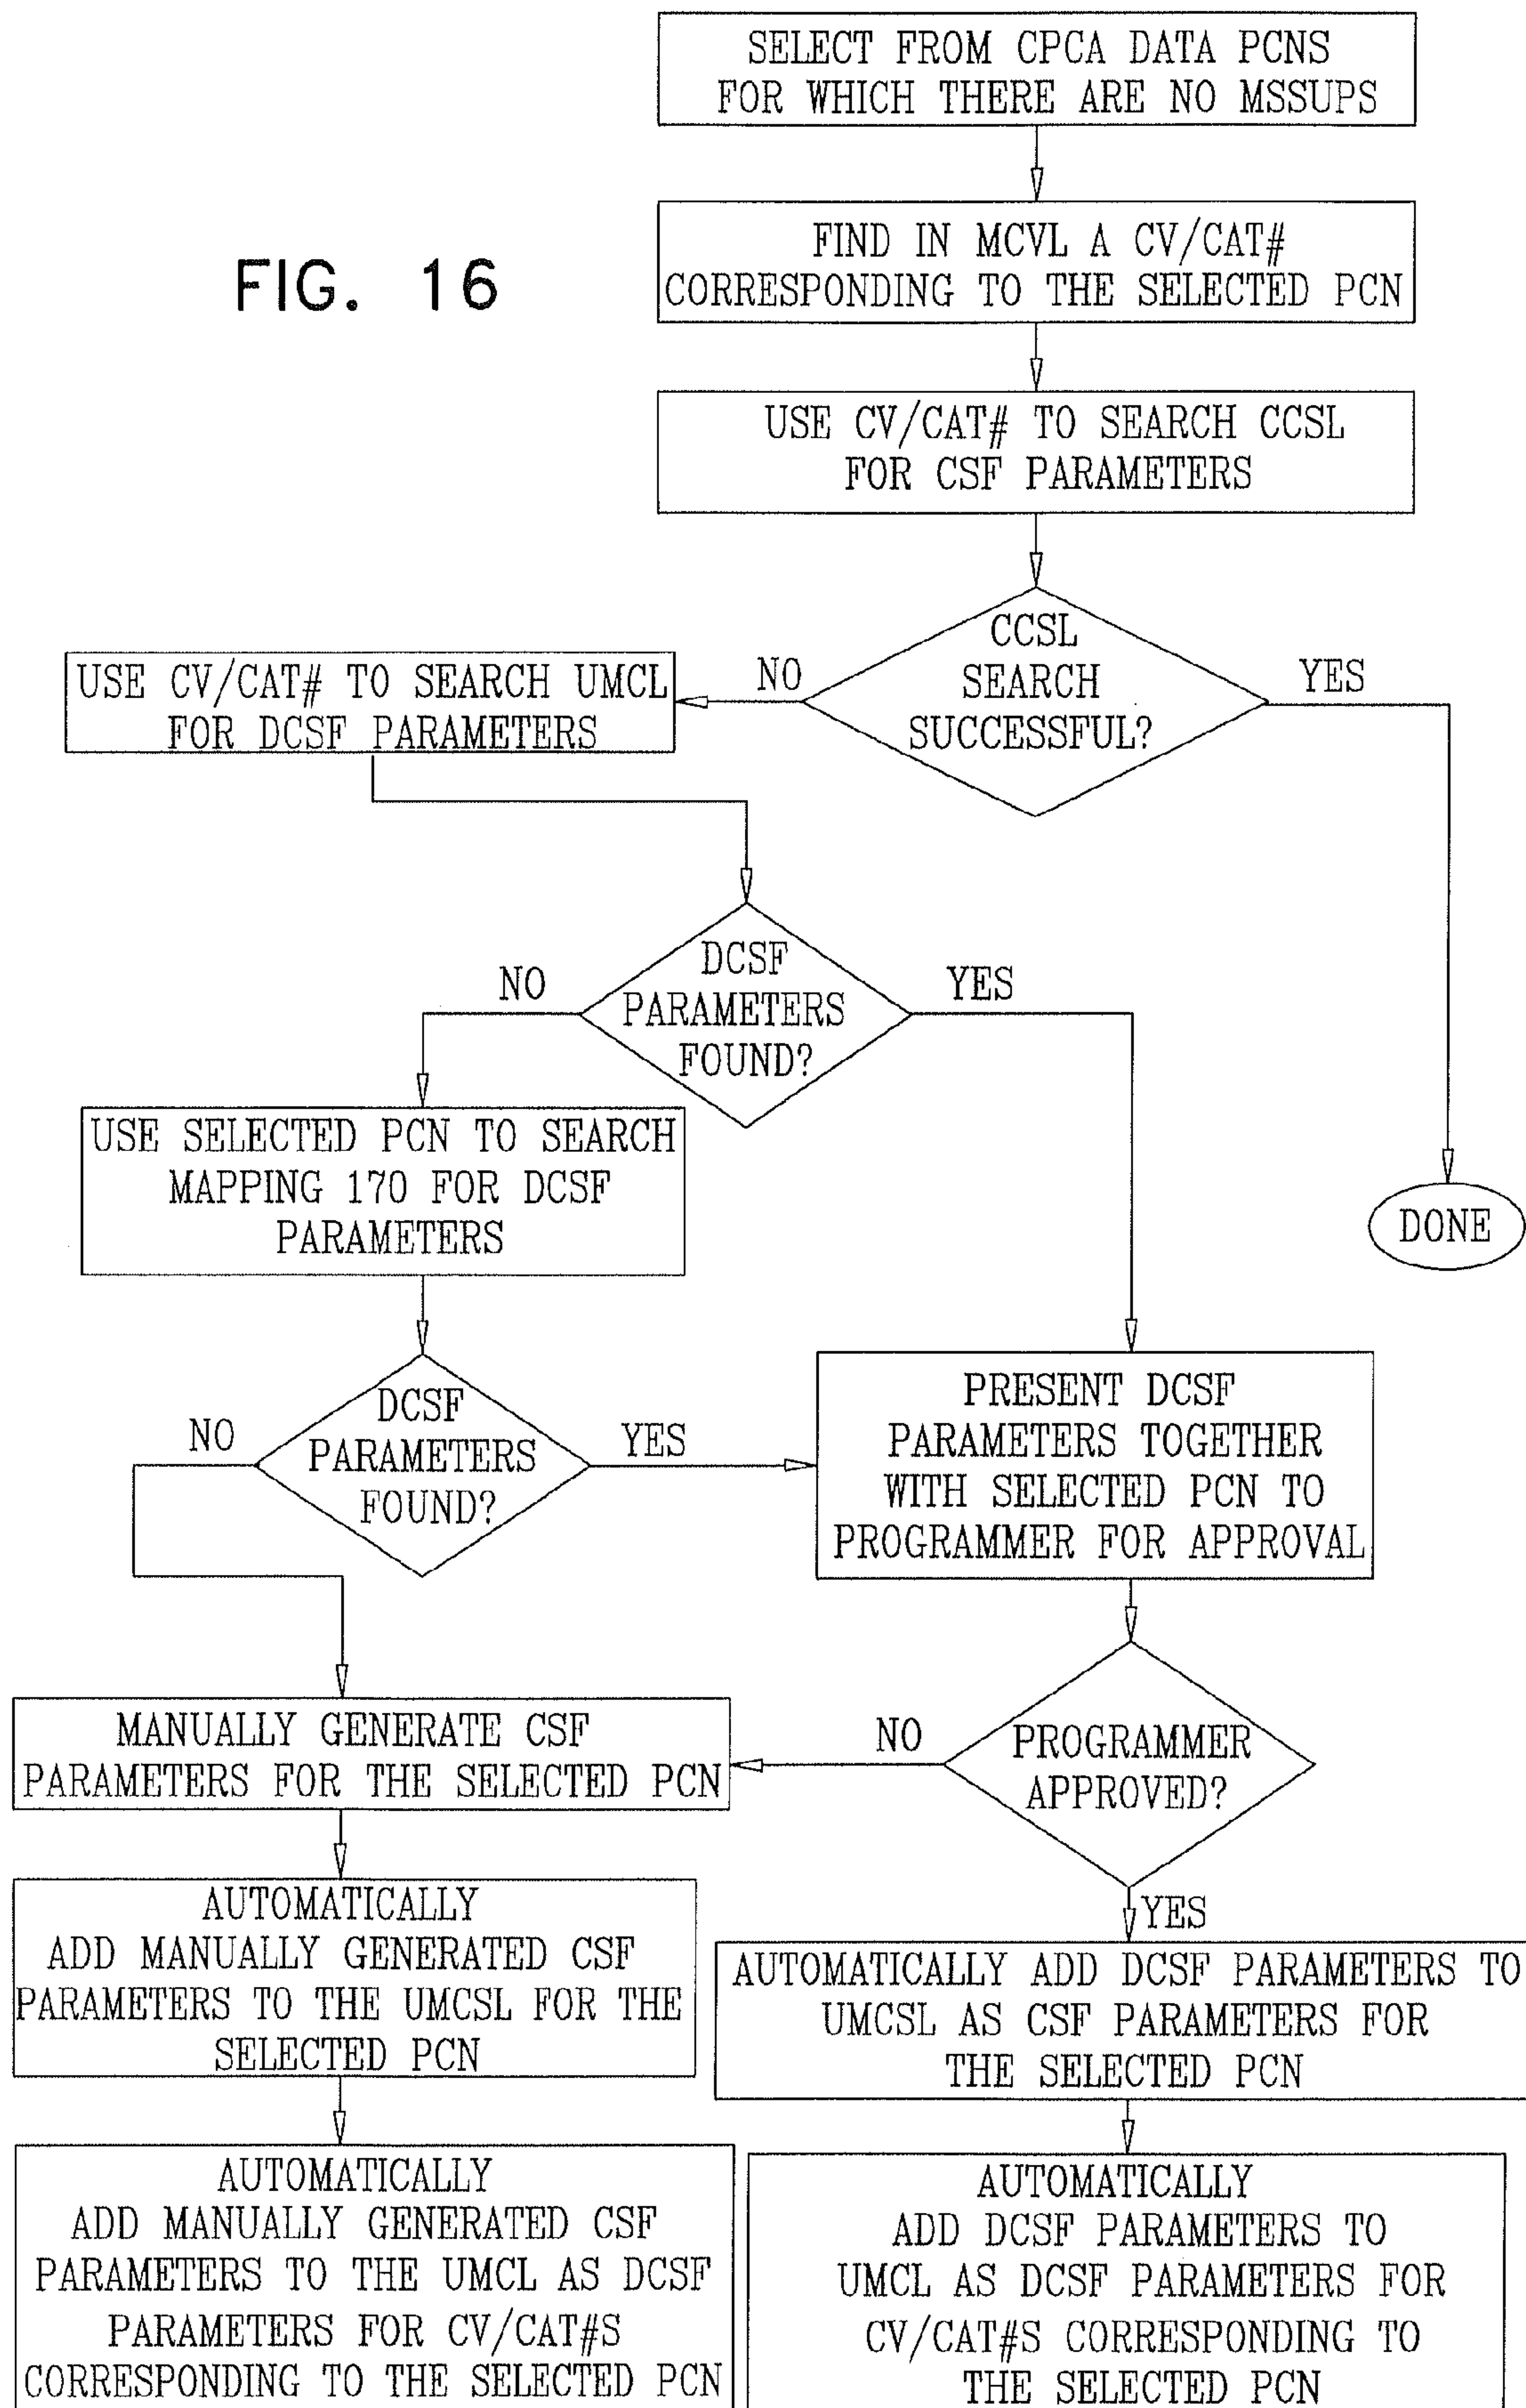 SELECT FROM CPCA DATA PCNS
FOR WHICH THERE ARE NO MSSUPS
FIG. 16
FIND IN MCVL A CV/CAT#
CORRESPONDING TO THE SELECTED PCN
USE CV/CAT# TO SEARCH CCSL
FOR CSF PARAMETERS
CCSL
SEARCH
SUCCESSFUL?
NO
YES
USE CV/CAT# TO SEARCH UMCL
FOR DCSF PARAMETERS
DCSF
PARAMETERS
FOUND?
NO
YES
USE SELECTED PCN TO SEARCH
MAPPING 170 FOR DCSF
PARAMETERS
DONE
DCSF
PARAMETERS
FOUND?
NO
YES
PRESENT DCSF
PARAMETERS TOGETHER
WITH SELECTED PCN TO
PROGRAMMER FOR APPROVAL
PROGRAMMER
APPROVED?
NO
YES
MANUALLY GENERATE CSF
PARAMETERS FOR THE SELECTED PCN
AUTOMATICALLY
ADD MANUALLY GENERATED CSF
PARAMETERS TO THE UMCSL FOR THE
SELECTED PCN
AUTOMATICALLY ADD DCSF PARAMETERS TO
UMCSL AS CSF PARAMETERS FOR
THE SELECTED PCN
AUTOMATICALLY
ADD MANUALLY GENERATED CSF
PARAMETERS TO THE UMCL AS DCSF
PARAMETERS FOR CV/CAT#S
CORRESPONDING TO THE SELECTED PCN
AUTOMATICALLY
ADD DCSF PARAMETERS TO
UMCL AS DCSF PARAMETERS FOR
CV/CAT#S CORRESPONDING TO
THE SELECTED PCN